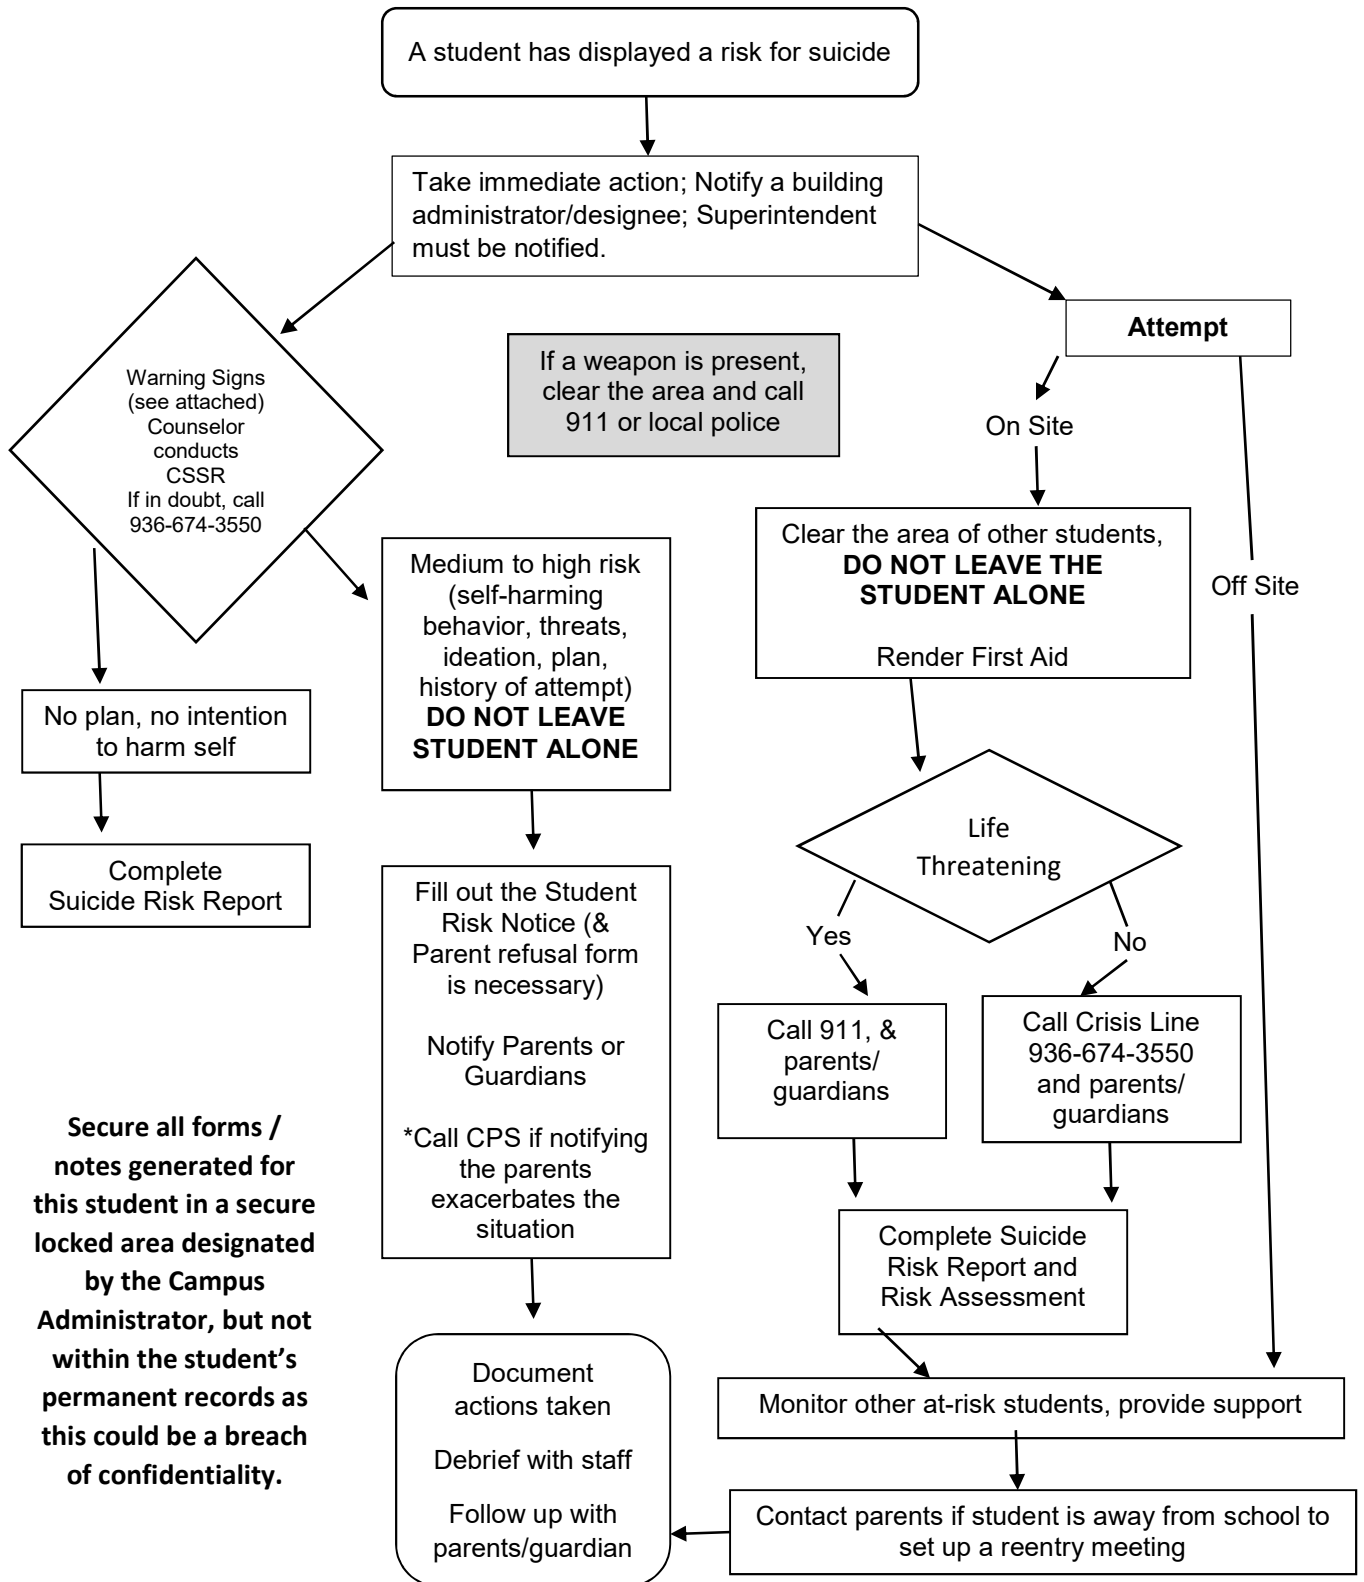 A student has displayed a risk for suicide
Take immediate action; Notify a building
administrator/designee; Superintendent
must be notified.
Warning Signs
(see attached)
Counselor
conducts
CSSR
If in doubt, call
936-674-3550
If a weapon is present,
clear the area and call
911 or local police
Attempt
On Site
Off Site
Clear the area of other students,
DO NOT LEAVE THE
STUDENT ALONE
Render First Aid
Medium to high risk
(self-harming
behavior, threats,
ideation, plan,
history of attempt)
DO NOT LEAVE
STUDENT ALONE
No plan, no intention
to harm self
Complete
Suicide Risk Report
Fill out the Student
Risk Notice (&
Parent refusal form
is necessary)
Notify Parents or
Guardians
*Call CPS if notifying
the parents
exacerbates the
situation
Life
Threatening
Yes
No
Call 911, &
parents/
guardians
Call Crisis Line
936-674-3550
and parents/
guardians
Complete Suicide
Risk Report and
Risk Assessment
Secure all forms /
notes generated for
this student in a secure
locked area designated
by the Campus
Administrator, but not
within the student’s
permanent records as
this could be a breach
of confidentiality.
Document
actions taken
Debrief with staff
Follow up with
parents/guardian
Monitor other at-risk students, provide support
Contact parents if student is away from school to
set up a reentry meeting